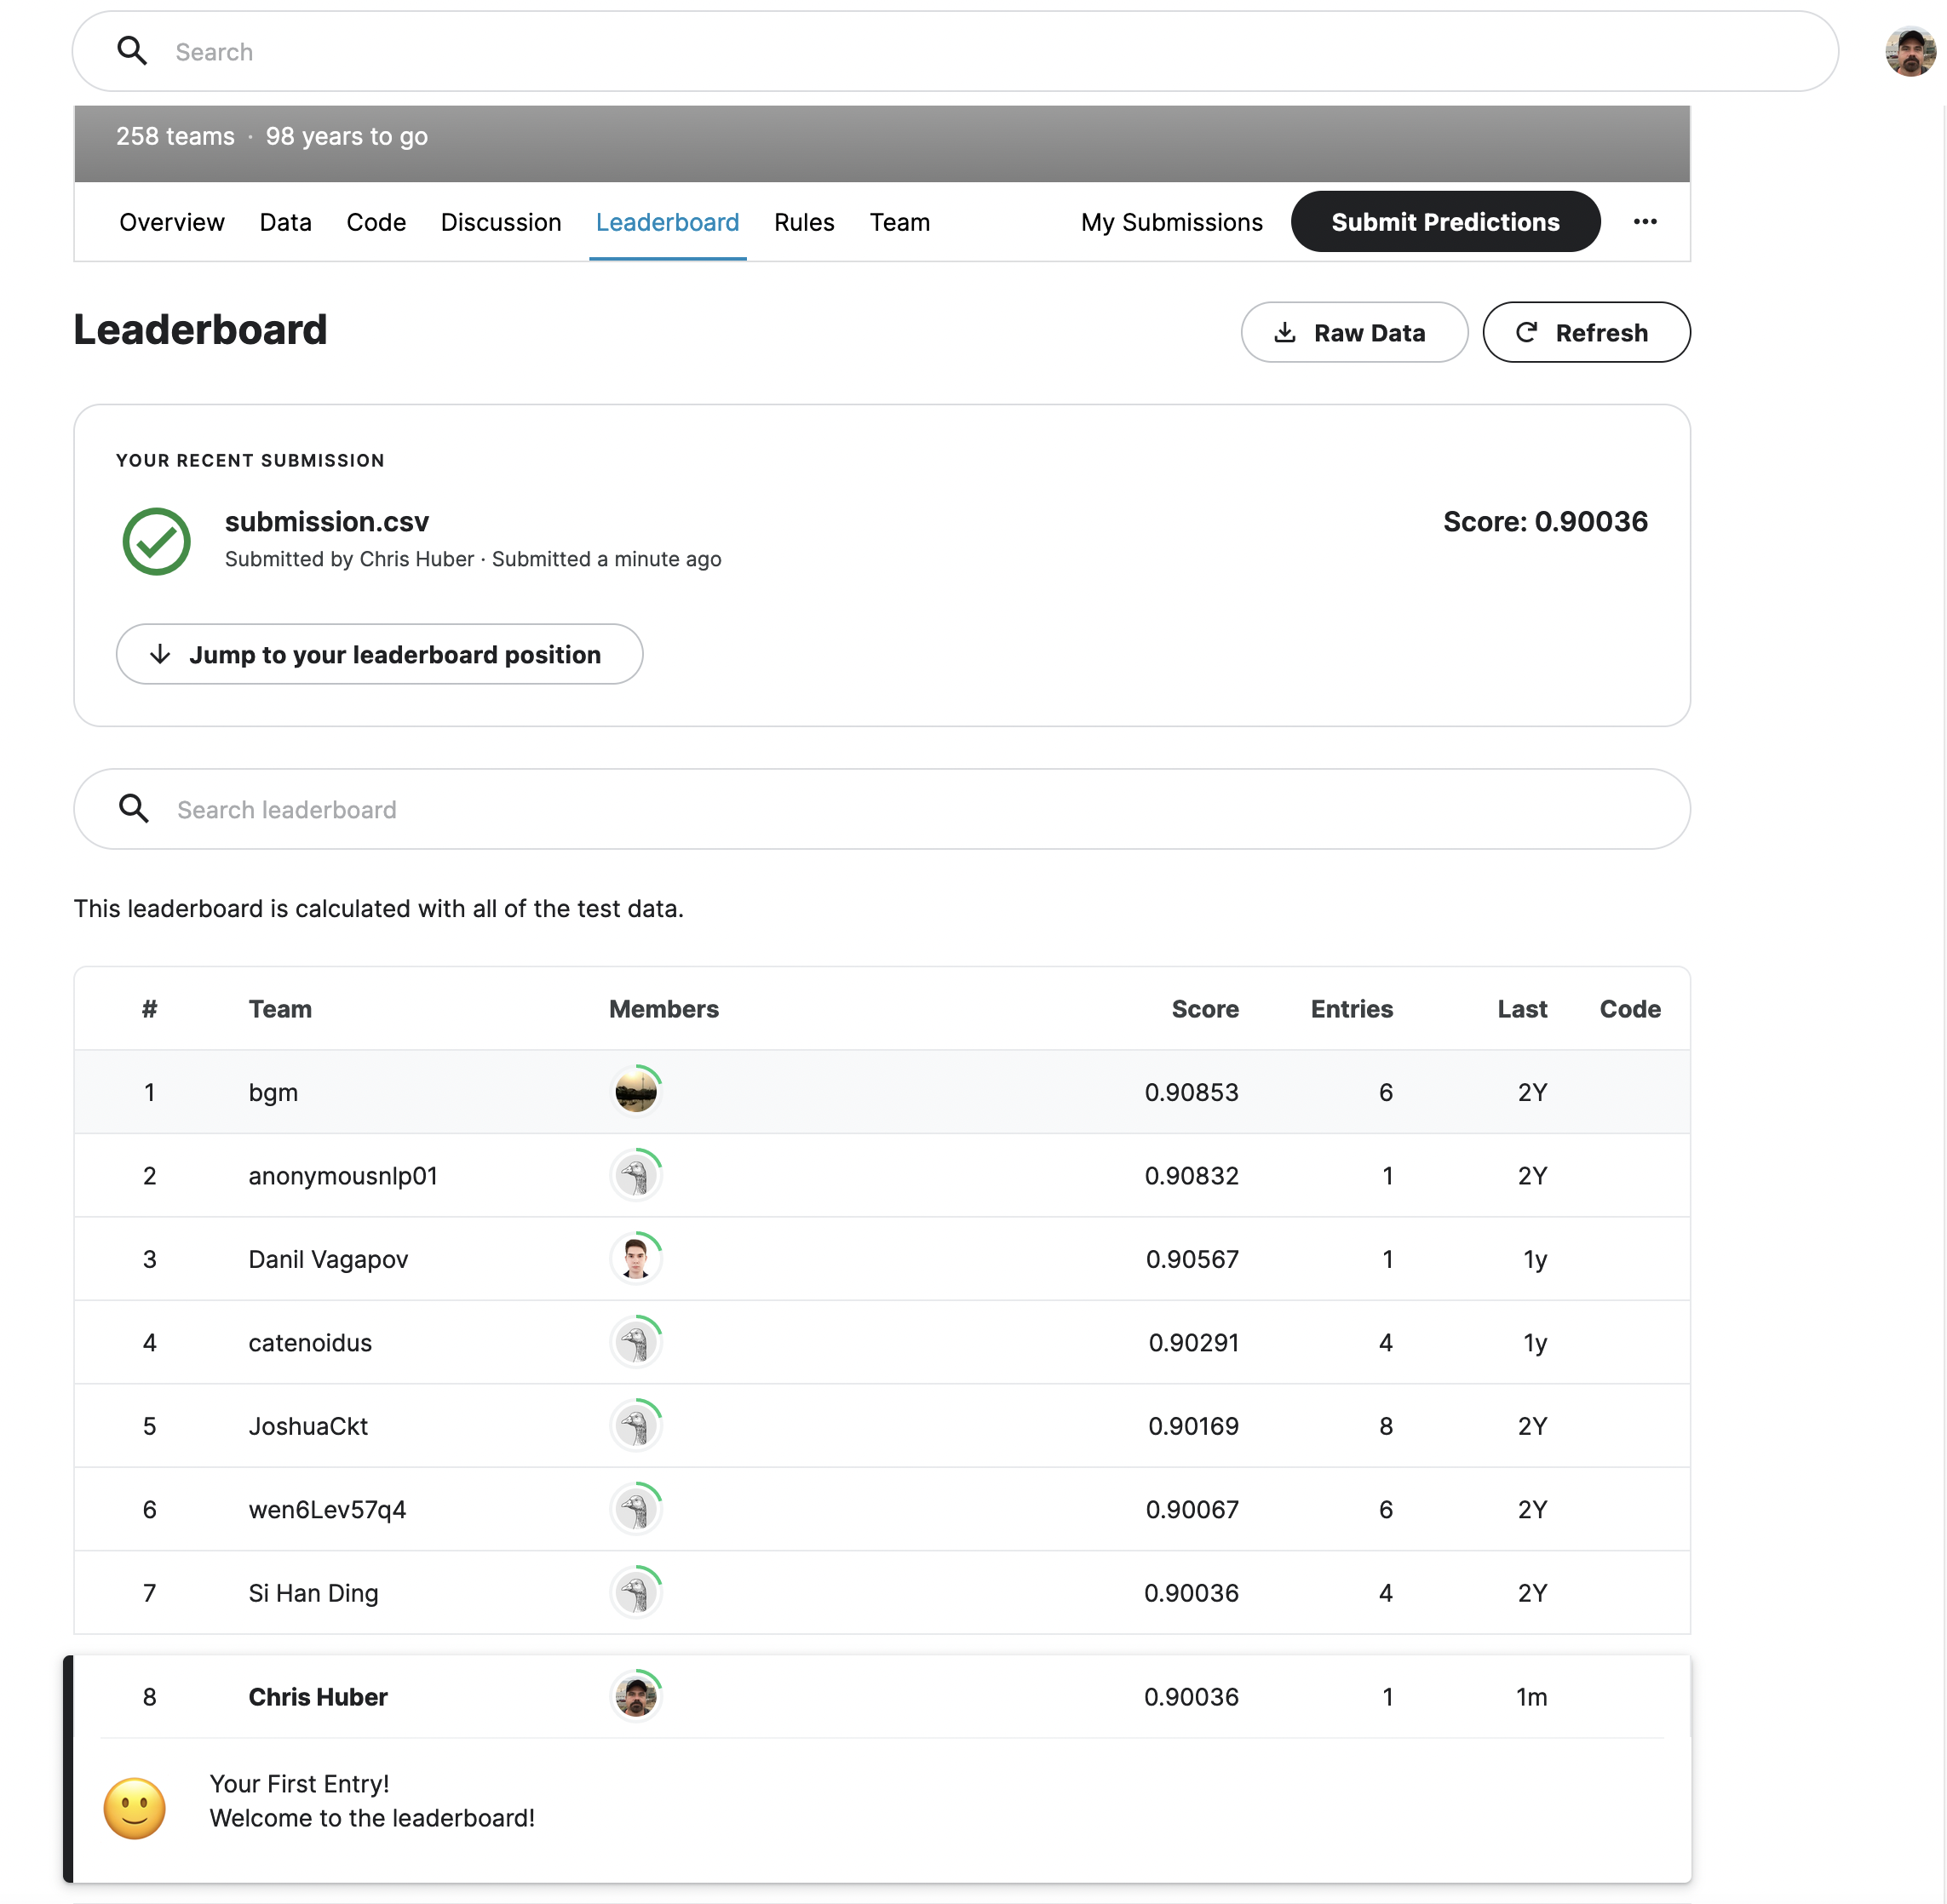 Search
258 teams · 98 years to go
Overview Data Code Discussion Leaderboard Rules Team My Submissions Submit Predictions ···
Leaderboard Raw Data Refresh
YOUR RECENT SUBMISSION
submission.csv Score: 0.90036
Submitted by Chris Huber · Submitted a minute ago
Jump to your leaderboard position
Search leaderboard
This leaderboard is calculated with all of the test data.
# Team Members Score Entries Last Code
1 bgm 0.90853 6 2Y
2 anonymousnlp01 0.90832 1 2Y
3 Danil Vagapov 0.90567 1 1y
4 catenoidus 0.90291 4 1y
5 JoshuaCkt 0.90169 8 2Y
6 wen6Lev57q4 0.90067 6 2Y
7 Si Han Ding 0.90036 4 2Y
8 Chris Huber 0.90036 1 1m
Your First Entry!
Welcome to the leaderboard!